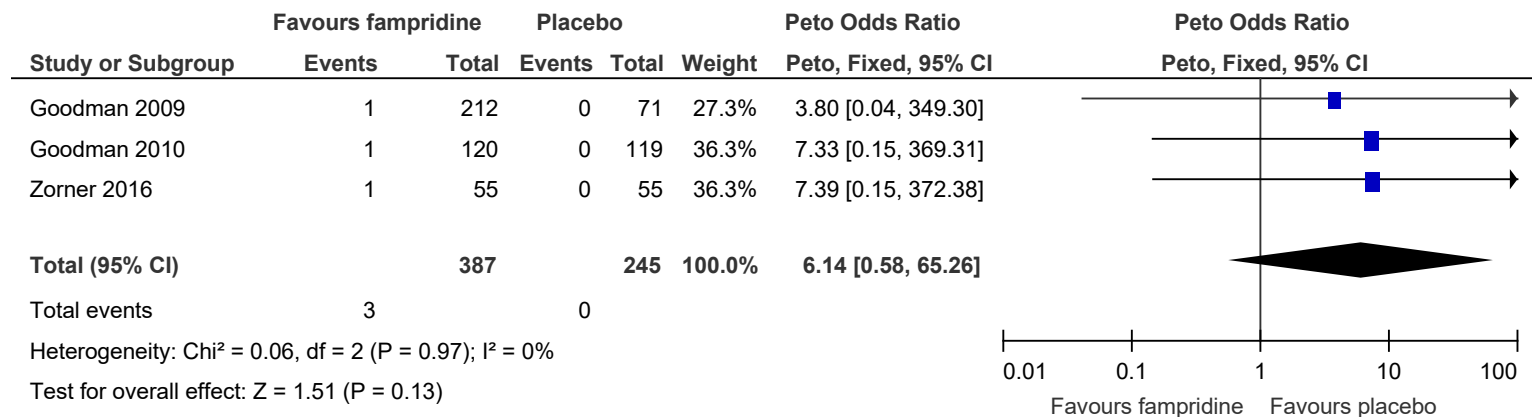 Favours fampridine Placebo Peto Odds Ratio Peto Odds Ratio
Study or Subgroup Events Total Events Total Weight Peto, Fixed, 95% CI Peto, Fixed, 95% CI
Goodman 2009 1 212 0 71 27.3% 3.80 [0.04, 349.30]
Goodman 2010 1 120 0 119 36.3% 7.33 [0.15, 369.31]
Zorner 2016 1 55 0 55 36.3% 7.39 [0.15, 372.38]
Total (95% CI) 387 245 100.0% 6.14 [0.58, 65.26]
Total events 3 0
Heterogeneity: Chi² = 0.06, df = 2 (P = 0.97); I² = 0%
Test for overall effect: Z = 1.51 (P = 0.13)
0.01 0.1 1 10 100
Favours fampridine Favours placebo